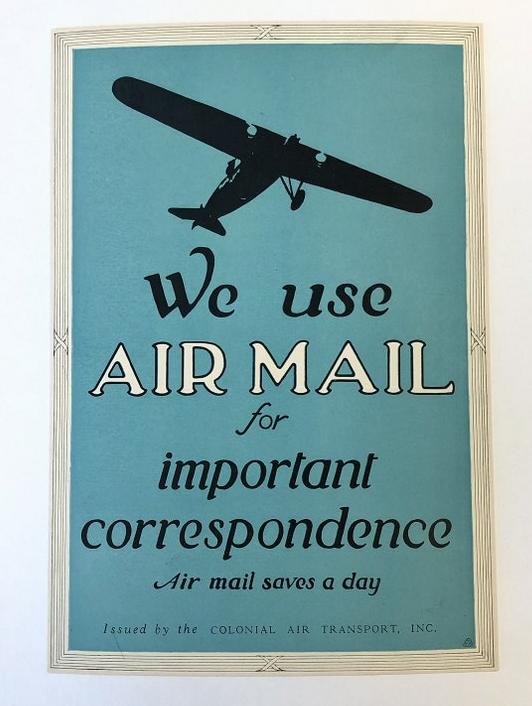 We use
AIR MAIL
for
important
correspondence
Air mail saves a day
Issued by the COLONIAL AIR TRANSPORT, INC.